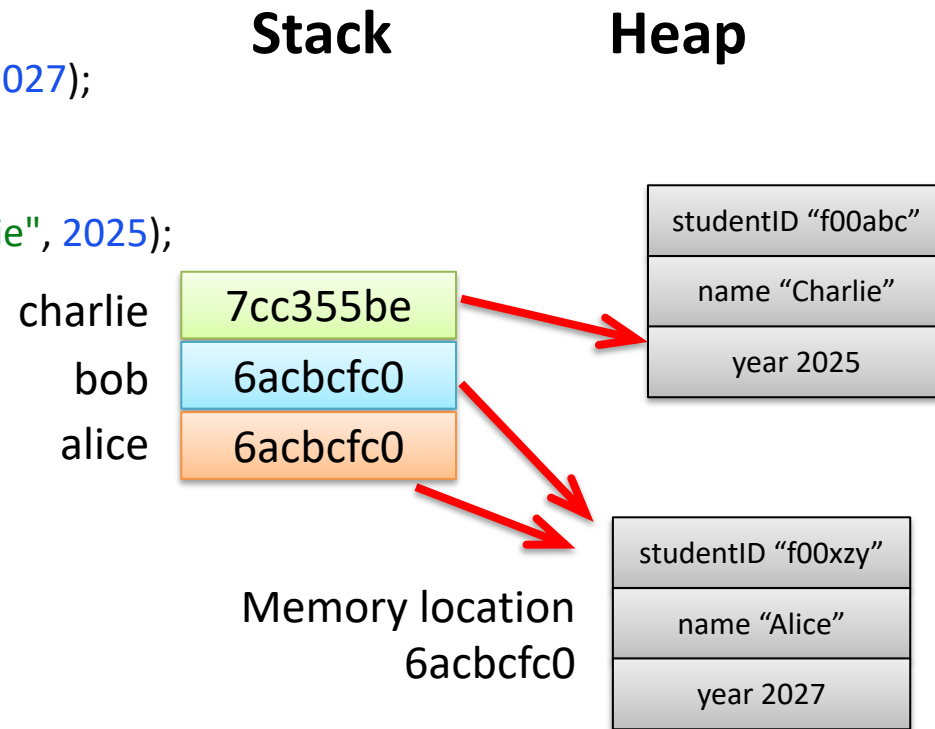 Stack
Heap
027);
ie", 2025);
charlie
7cc355be
bob
6acbcfc0
alice
6acbcfc0
studentID “f00abc”
name “Charlie”
year 2025
Memory location
6acbcfc0
studentID “f00xzy”
name “Alice”
year 2027